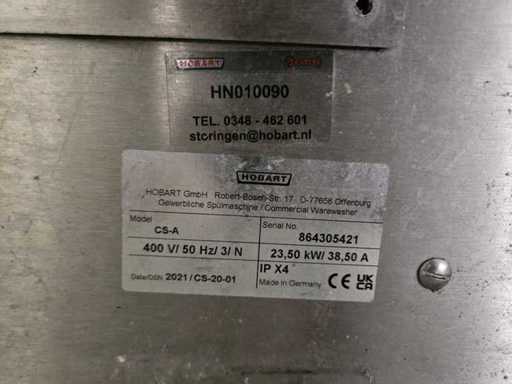 HOBART
HN010090
TEL. 0348 - 462 601
storingen@hobart.nl
HOBART
HOBART GmbH Robert-Bosch-Str. 17 D-77656 Offenburg
Gewerbliche Spülmaschine / Commercial Warewasher
Model CS-A
Serial No. 864305421
400 V/ 50 Hz/ 3/ N
23,50 kW/ 38,50 A
IP X4
Date/DSN 2021 / CS-20-01
Made in Germany CE UK CA